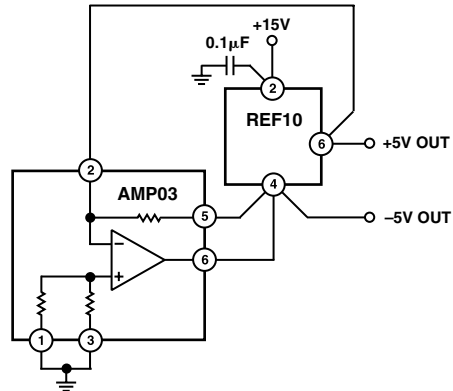 +15V
0.1µF
2
REF10
6
+5V OUT
4
–5V OUT
2
AMP03
5
–
+
6
1
3